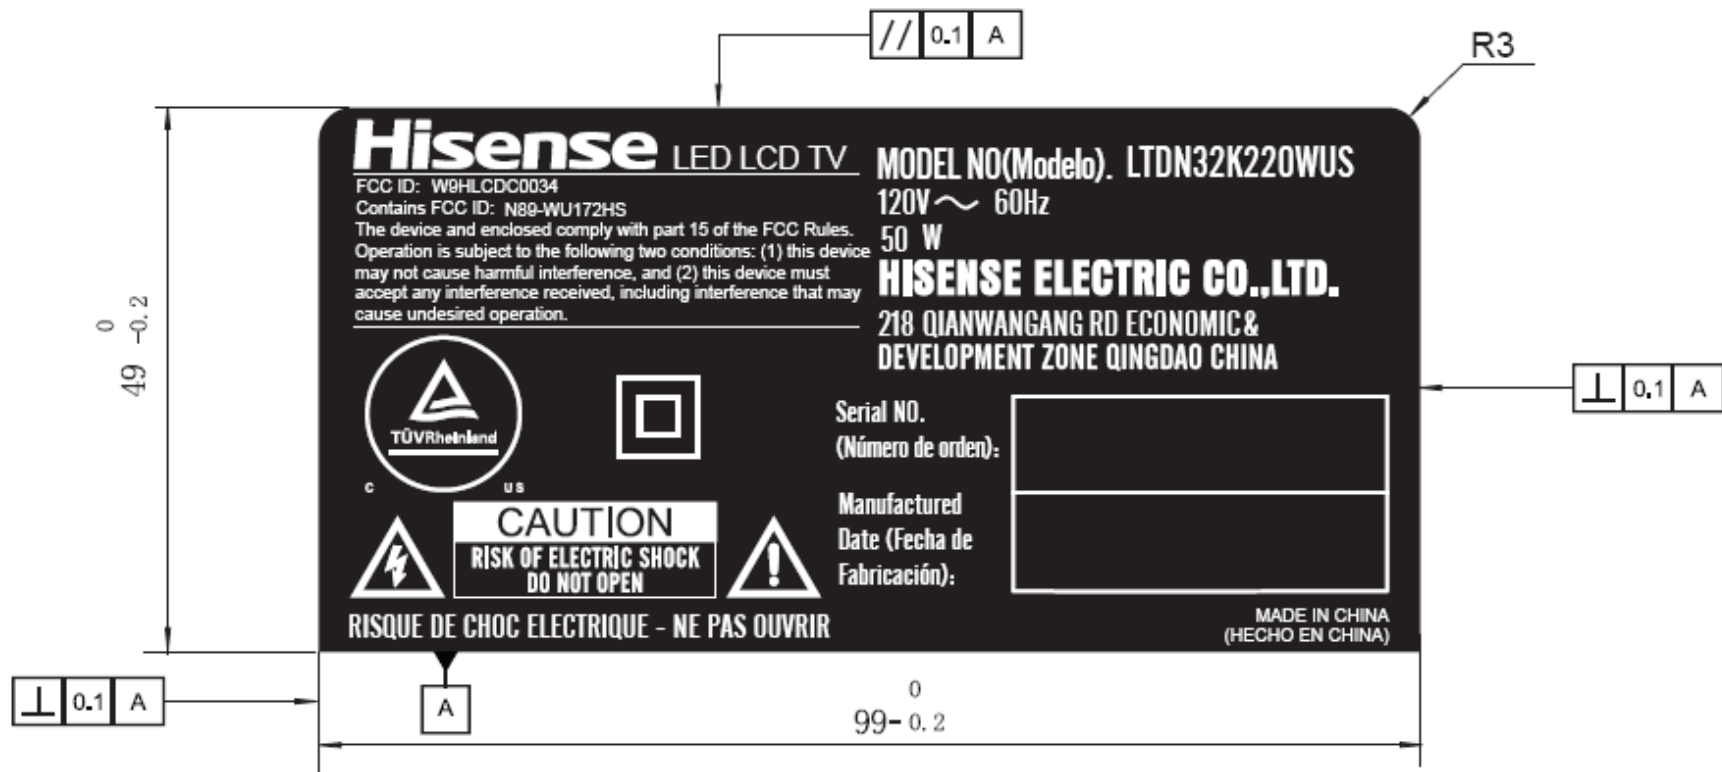 // 0.1 A
R3
Hisense LED LCD TV
FCC ID: W9HLCDC0034
Contains FCC ID: N89-WU172HS
The device and enclosed comply with part 15 of the FCC Rules.
Operation is subject to the following two conditions: (1) this device
may not cause harmful interference, and (2) this device must
accept any interference received, including interference that may
cause undesired operation.
MODEL NO(Modelo). LTDN32K220WUS
120V～ 60Hz
50 W
HISENSE ELECTRIC CO.,LTD.
218 QIANWANGANG RD ECONOMIC&
DEVELOPMENT ZONE QINGDAO CHINA
0
49 -0.2
⊥ 0.1 A
TÜVRheinland
C US
Serial NO.
(Número de orden):
Manufactured
Date (Fecha de
Fabricación):
CAUTION
RISK OF ELECTRIC SHOCK
DO NOT OPEN
RISQUE DE CHOC ELECTRIQUE - NE PAS OUVRIR
MADE IN CHINA
(HECHO EN CHINA)
⊥ 0.1 A
A
0
99-0.2